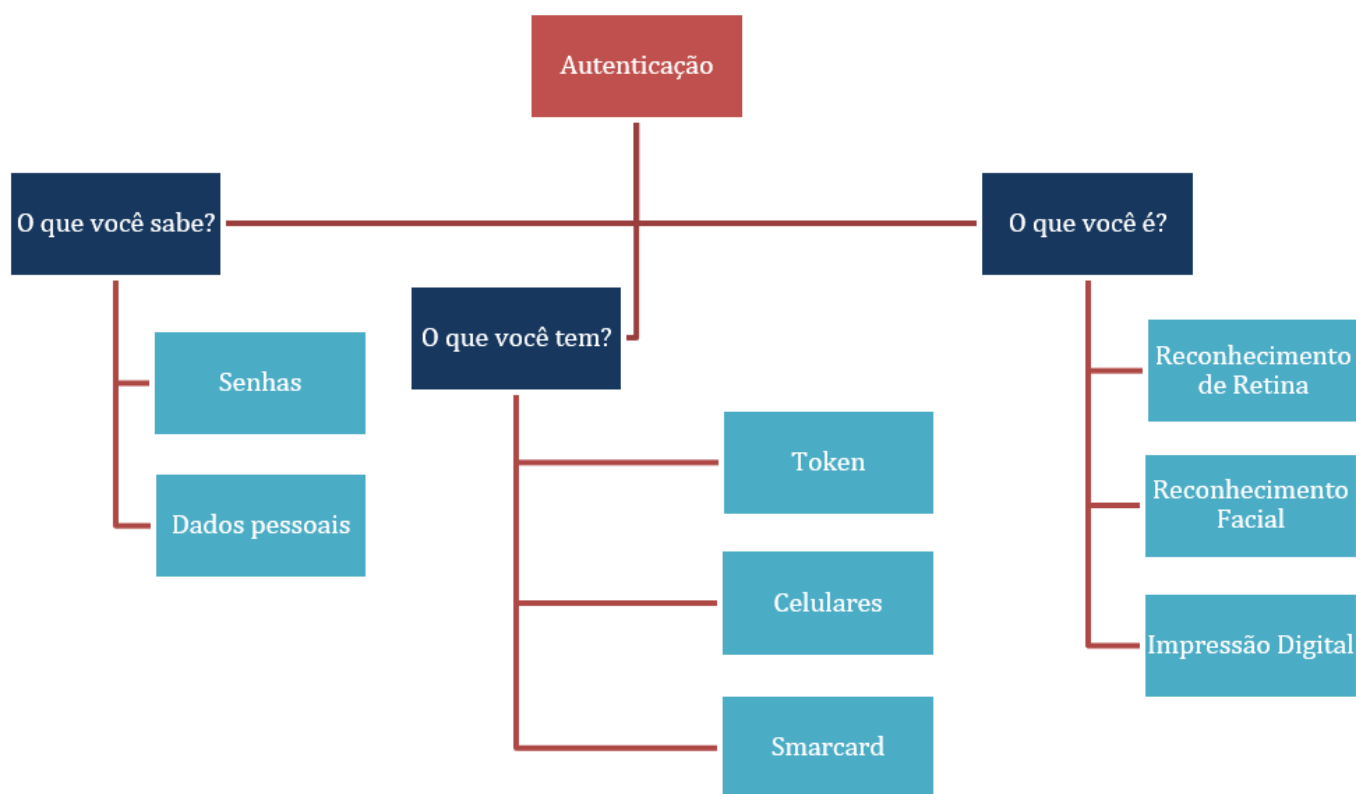 Autenticação
O que você sabe?
Senhas
Dados pessoais
O que você tem?
Token
Celulares
Smarcard
O que você é?
Reconhecimento
de Retina
Reconhecimento
Facial
Impressão Digital